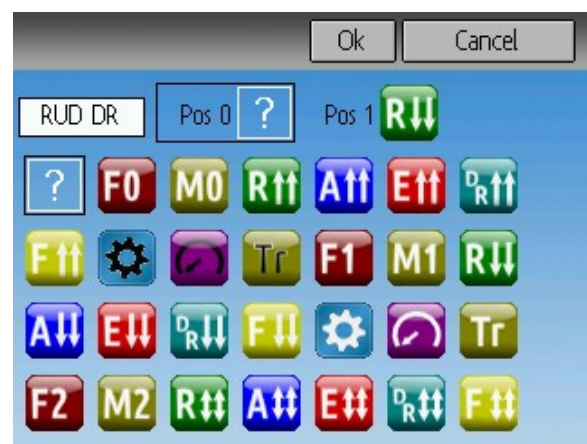 Ok Cancel
RUD DR Pos 0 ? Pos 1 R↓↓
? F0 M0 R↑↑ A↑↑ E↑↑ DR↑↑
F↑↑ Tr F1 M1 R↓↓
A↓↓ E↓↓ DR↓↓ F↓↓ Tr
F2 M2 R↕↕ A↕↕ E↕↕ DR↕↕ F↕↕